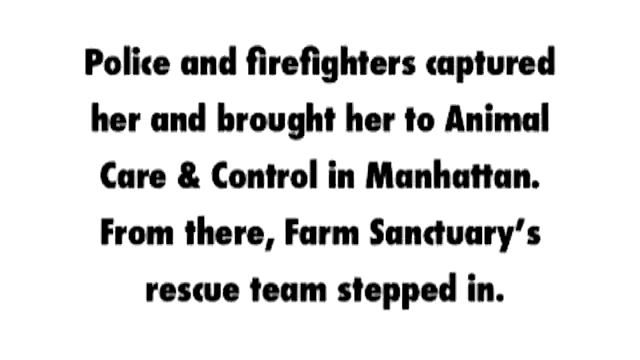 Police and firefighters captured
her and brought her to Animal
Care & Control in Manhattan.
From there, Farm Sanctuary’s
rescue team stepped in.